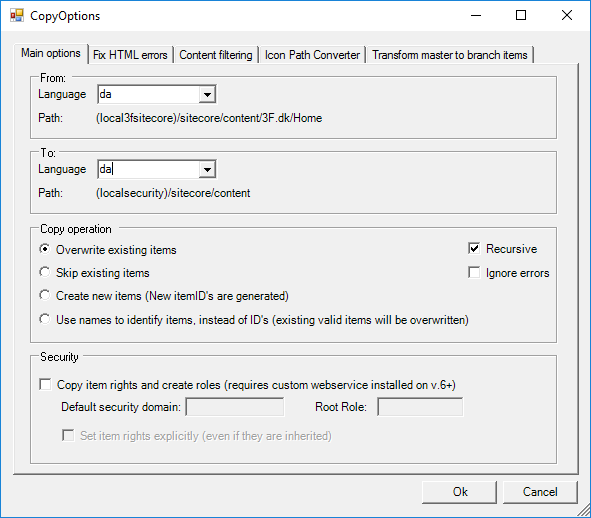 CopyOptions
Main options Fix HTML errors Content filtering Icon Path Converter Transform master to branch items
From:
Language da
Path: (local3fsitecore)/sitecore/content/3F.dk/Home
To:
Language da
Path: (localsecurity)/sitecore/content
Copy operation
Overwrite existing items Recursive
Skip existing items Ignore errors
Create new items (New itemID's are generated)
Use names to identify items, instead of ID's (existing valid items will be overwritten)
Security
Copy item rights and create roles (requires custom webservice installed on v.6+)
Default security domain: Root Role:
Set item rights explicitly (even if they are inherited)
Ok Cancel